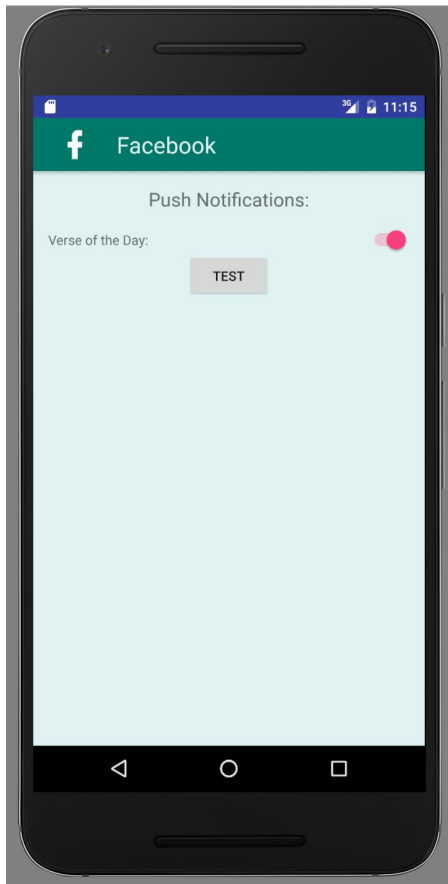 3G 11:15
Facebook
Push Notifications:
Verse of the Day:
TEST